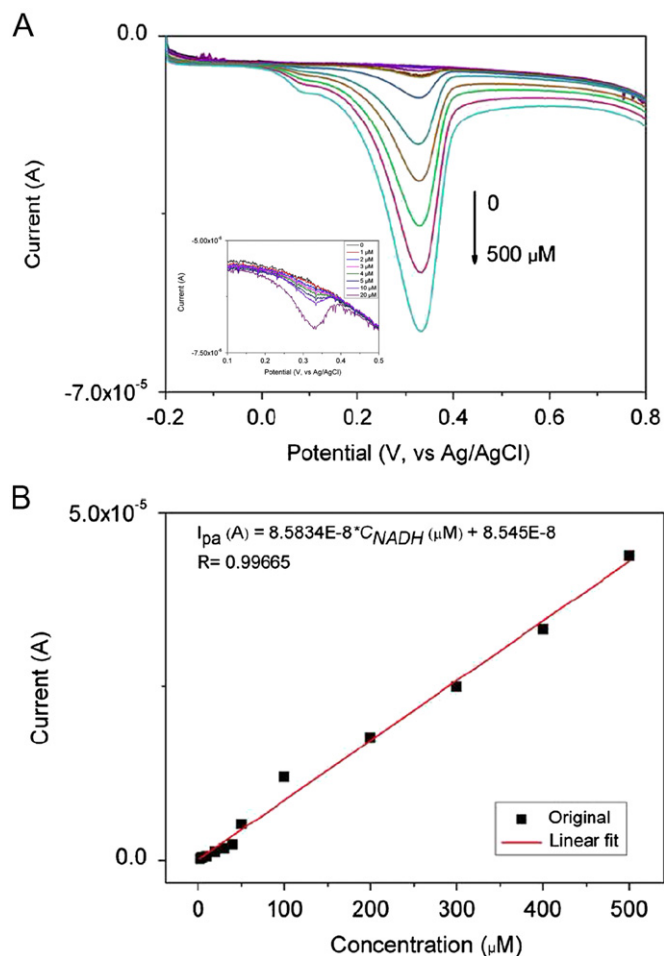 A
0.0
Current (A)
-7.0x10-5
-0.2 0.0 0.2 0.4 0.6 0.8
Potential (V, vs Ag/AgCl)
0
500 μM
-5.00x10-6
Current (A)
-7.50x10-6
0.1 0.2 0.3 0.4 0.5
Potential (V, vs Ag/AgCl)
0
1 μM
2 μM
3 μM
4 μM
5 μM
10 μM
20 μM
B
5.0x10-5
Ipa (A) = 8.5834E-8*CNADH (μM) + 8.545E-8
R= 0.99665
Current (A)
0.0
Original
Linear fit
0 100 200 300 400 500
Concentration (μM)